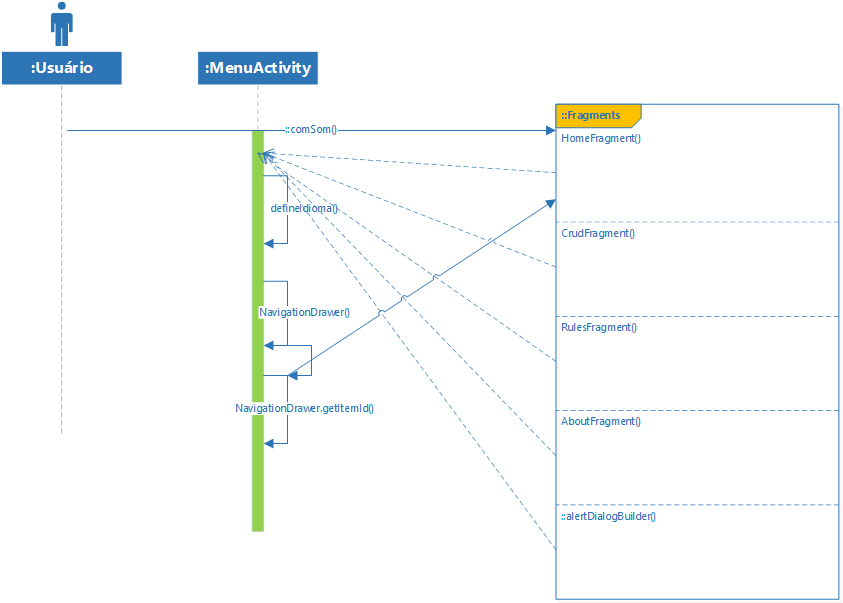 :Usuário
:MenuActivity
::Fragments
::comSom()
HomeFragment()
defineIdioma()
CrudFragment()
NavigationDrawer()
RulesFragment()
NavigationDrawer.getItemId()
AboutFragment()
::alertDialogBuilder()